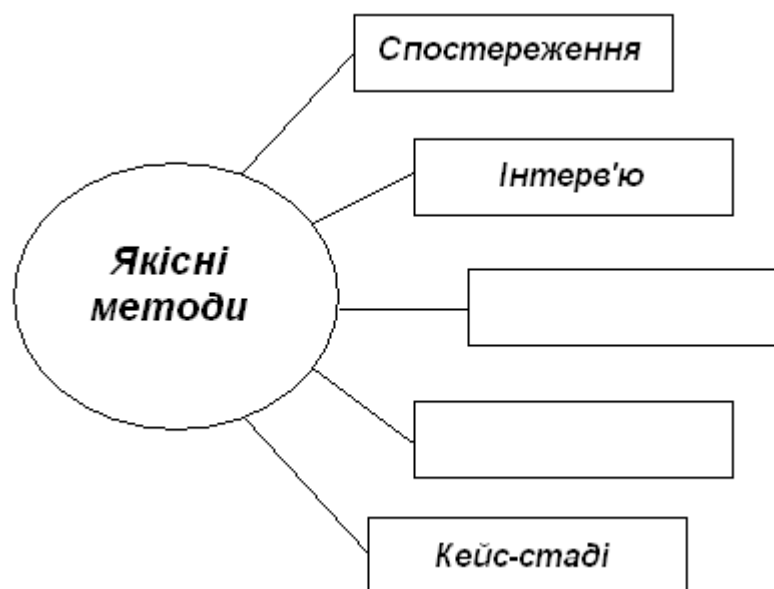 Спостереження
Інтерв'ю
Якісні
методи
Кейс-стаді